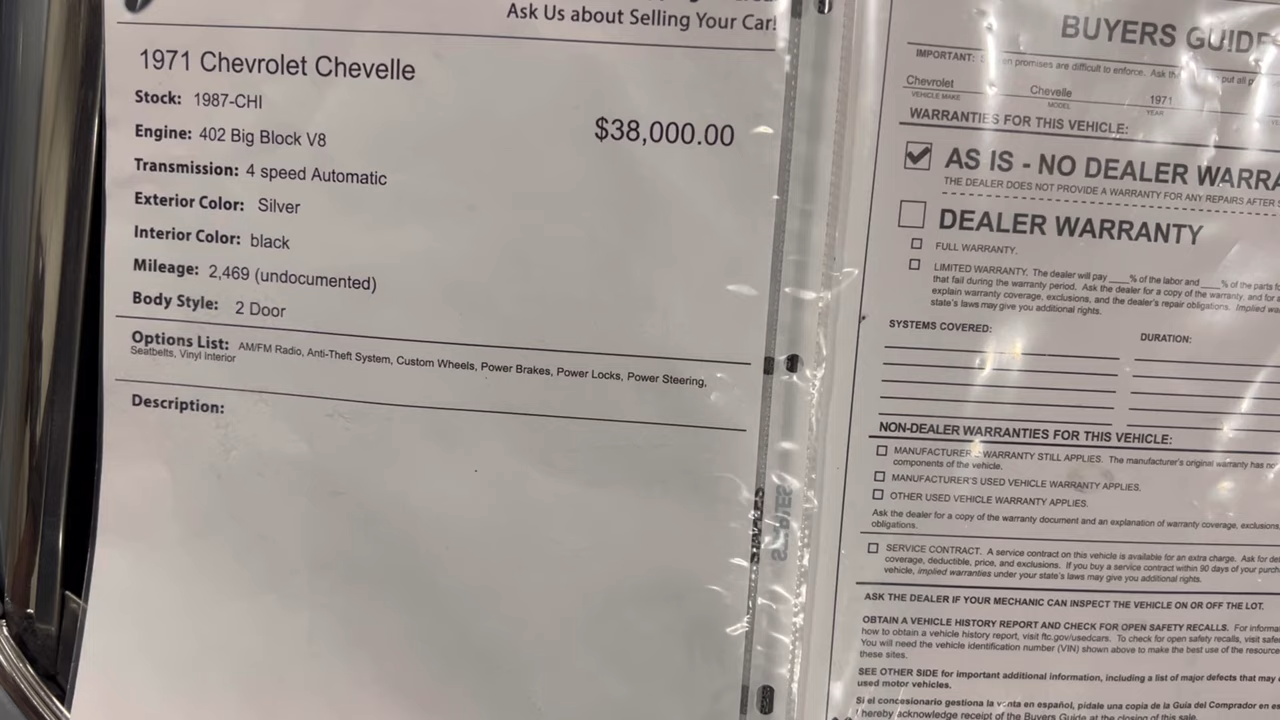 Ask Us about Selling Your Car!
1971 Chevrolet Chevelle
Stock: 1987-CHI
Engine: 402 Big Block V8
$38,000.00
Transmission: 4 speed Automatic
Exterior Color: Silver
Interior Color: black
Mileage: 2,469 (undocumented)
Body Style: 2 Door
Options List: AM/FM Radio, Anti-Theft System, Custom Wheels, Power Brakes, Power Locks, Power Steering,
Seatbelts, Vinyl Interior
Description:
STAPLES
BUYERS GUIDE
IMPORTANT: promises are difficult to enforce. Ask put all
Chevrolet Chevelle 1971
VEHICLE MAKE MODEL YEAR
WARRANTIES FOR THIS VEHICLE:
AS IS - NO DEALER
THE DEALER DOES NOT PROVIDE A WARRANTY FOR ANY REPAIRS AFTER
DEALER WARRANTY
FULL WARRANTY.
LIMITED WARRANTY. The dealer will pay ____% of the labor and ____% of the parts
that fail during the warranty period. Ask the dealer for a copy of the warranty, and for
explain warranty coverage, exclusions, and the dealer's repair obligations. Implied
state's laws may give you additional rights.
SYSTEMS COVERED: DURATION:
NON-DEALER WARRANTIES FOR THIS VEHICLE:
MANUFACTURER WARRANTY STILL APPLIES. The manufacturer's original warranty has
components of the vehicle.
MANUFACTURER'S USED VEHICLE WARRANTY APPLIES.
OTHER USED VEHICLE WARRANTY APPLIES.
Ask the dealer for a copy of the warranty document and an explanation of warranty coverage, exclusions,
obligations.
SERVICE CONTRACT. A service contract on this vehicle is available for an extra charge. Ask for
coverage, deductible, price, and exclusions. If you buy a service contract within 90 days of your
vehicle, implied warranties under your state's laws may give you additional rights.
ASK THE DEALER IF YOUR MECHANIC CAN INSPECT THE VEHICLE ON OR OFF THE LOT.
OBTAIN A VEHICLE HISTORY REPORT AND CHECK FOR OPEN SAFETY RECALLS. For
how to obtain a vehicle history report, visit ftc.gov/usedcars. To check for open safety recalls, visit
You will need the vehicle identification number (VIN) shown above to make the best use of the
these sites.
SEE OTHER SIDE for important additional information, including a list of major defects that may
used motor vehicles.
Si el concesionario gestiona la venta en español, pídale una copia de la Guía del Comprador en
I hereby acknowledge receipt of the Buyers Guide at the closing of this sale.